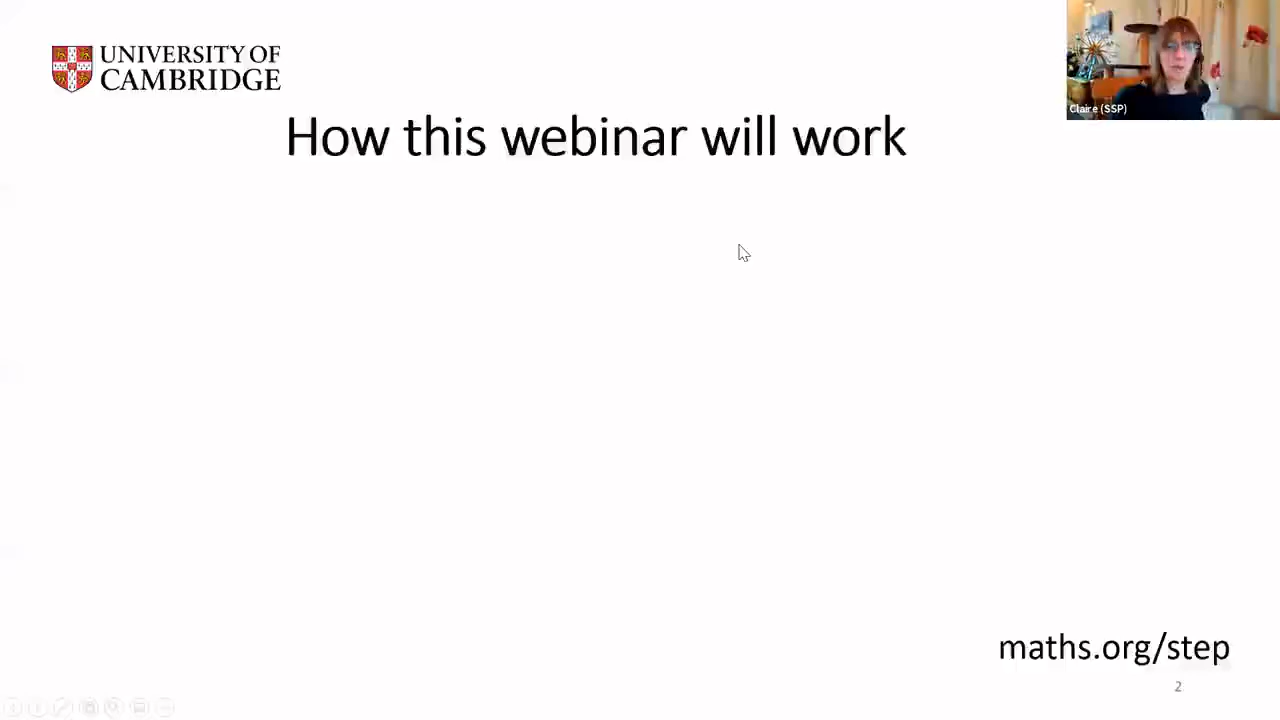 UNIVERSITY OF
CAMBRIDGE
Claire (SSP)
How this webinar will work
maths.org/step
2